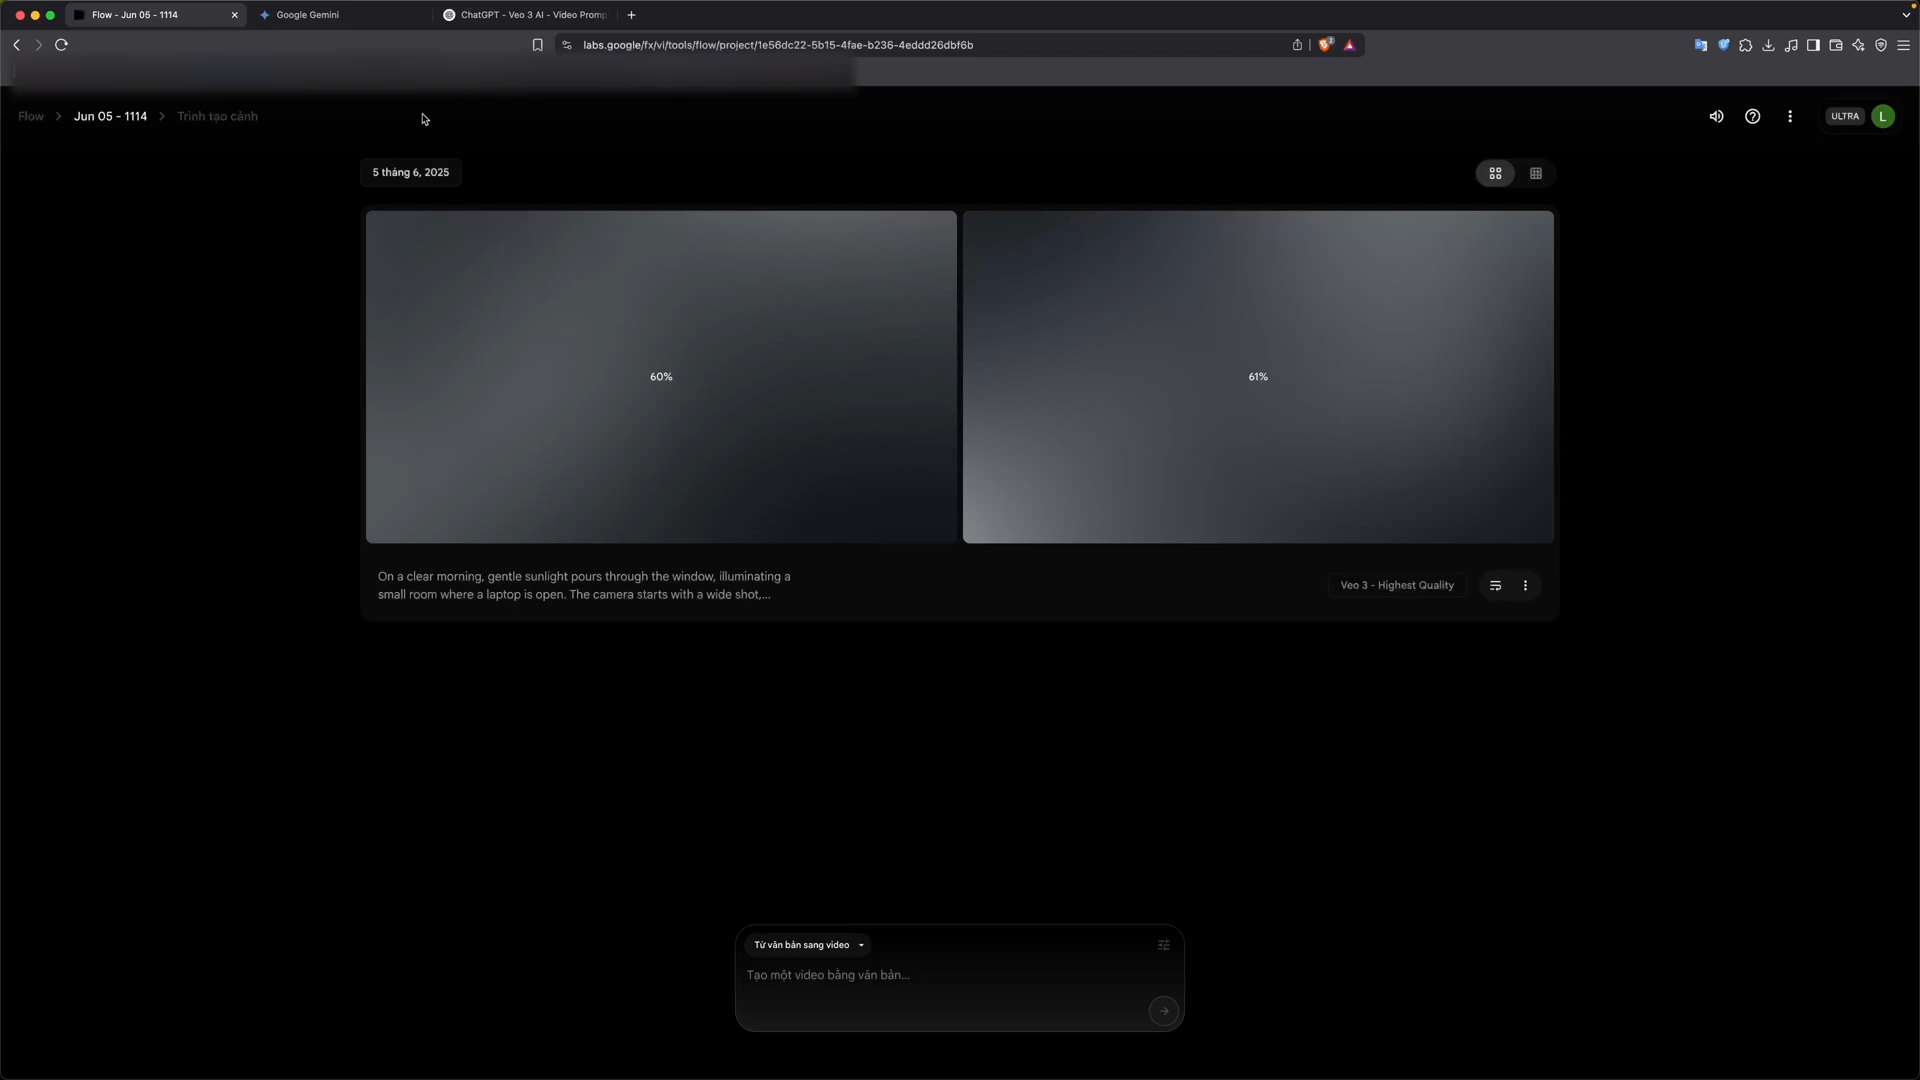 Flow - Jun 05 - 1114
Google Gemini
ChatGPT - Veo 3 AI - Video Promp
labs.google/fx/vi/tools/flow/project/1e56dc22-5b15-4fae-b236-4eddd26dbf6b
2
Flow > Jun 05 - 1114 > Trình tạo cảnh
ULTRA
L
5 tháng 6, 2025
60%
61%
On a clear morning, gentle sunlight pours through the window, illuminating a
small room where a laptop is open. The camera starts with a wide shot,...
Veo 3 - Highest Quality
Từ văn bản sang video
Tạo một video bằng văn bản...